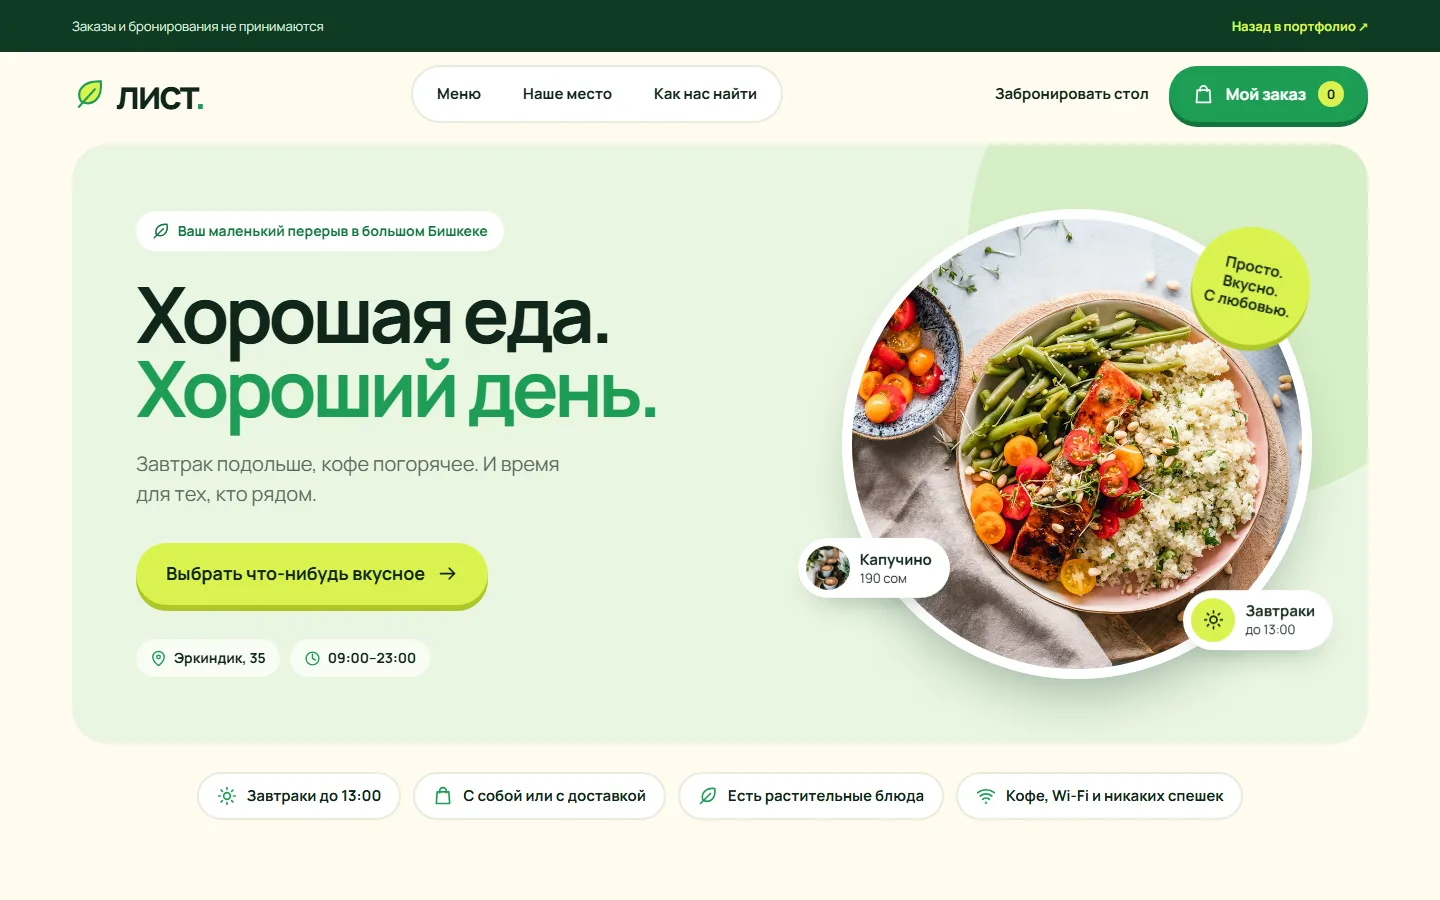 Заказы и бронирования не принимаются
Назад в портфолио ↗
ЛИСТ.
Меню
Наше место
Как нас найти
Забронировать стол
Мой заказ
0
Ваш маленький перерыв в большом Бишкеке
Хорошая еда.
Хороший день.
Завтрак подольше, кофе погорячее. И время
для тех, кто рядом.
Выбрать что-нибудь вкусное →
Эркиндик, 35
09:00–23:00
Просто.
Вкусно.
С любовью.
Капучино
190 сом
Завтраки
до 13:00
Завтраки до 13:00
С собой или с доставкой
Есть растительные блюда
Кофе, Wi-Fi и никаких спешек